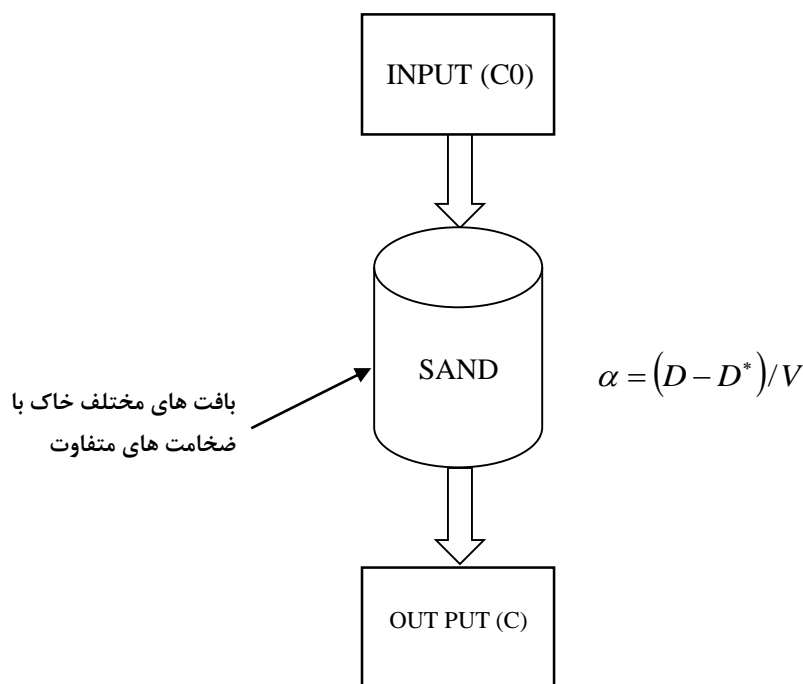 INPUT (C0)
SAND
α = (D − D*)/V
بافت های مختلف خاک با
ضخامت های متفاوت
OUT PUT (C)